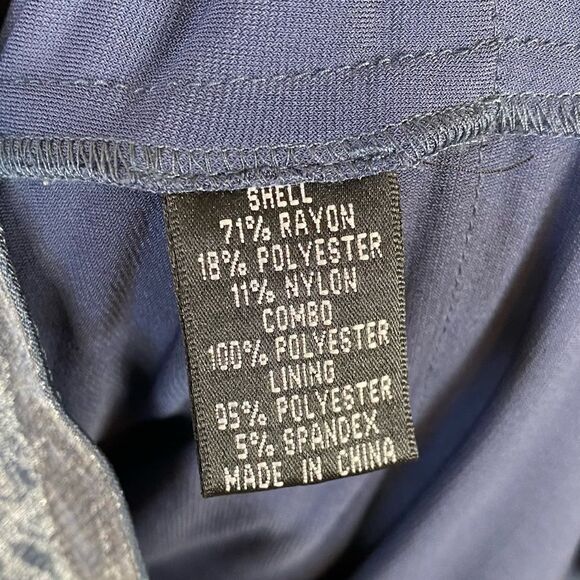 SHELL
71% RAYON
18% POLYESTER
11% NYLON
COMBO
100% POLYESTER
LINING
95% POLYESTER
5% SPANDEX
MADE IN CHINA